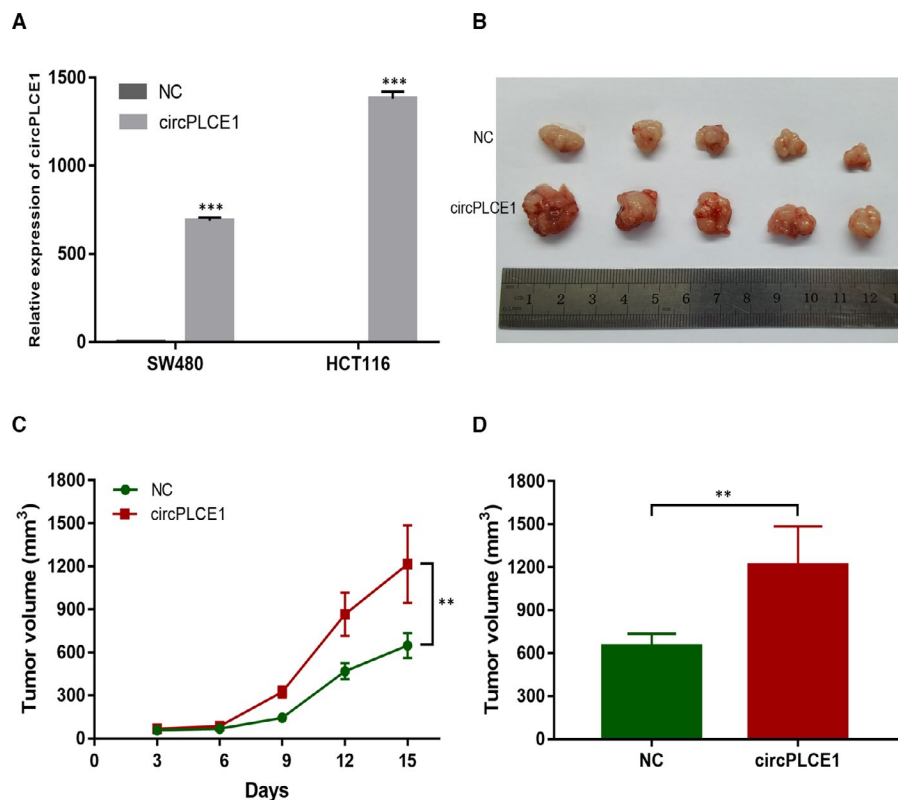 A
Relative expression of circPLCE1
1500
1000
500
0
NC
circPLCE1
***
***
SW480
HCT116
B
NC
circPLCE1
1 2 3 4 5 6 7 8 9 10 11 12 1
C
Tumor volume (mm³)
1800
1500
1200
900
600
300
0
NC
circPLCE1
**
0 3 6 9 12 15
Days
D
Tumor volume (mm³)
1800
1500
1200
900
600
300
0
**
NC
circPLCE1